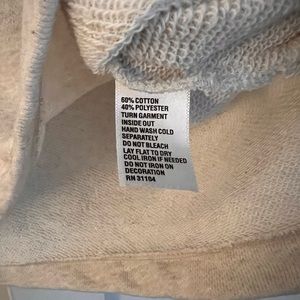 60% COTTON
40% POLYESTER
TURN GARMENT
INSIDE OUT
HAND WASH COLD
SEPARATELY
DO NOT BLEACH
LAY FLAT TO DRY
COOL IRON IF NEEDED
DO NOT IRON ON
DECORATION
RN 31104